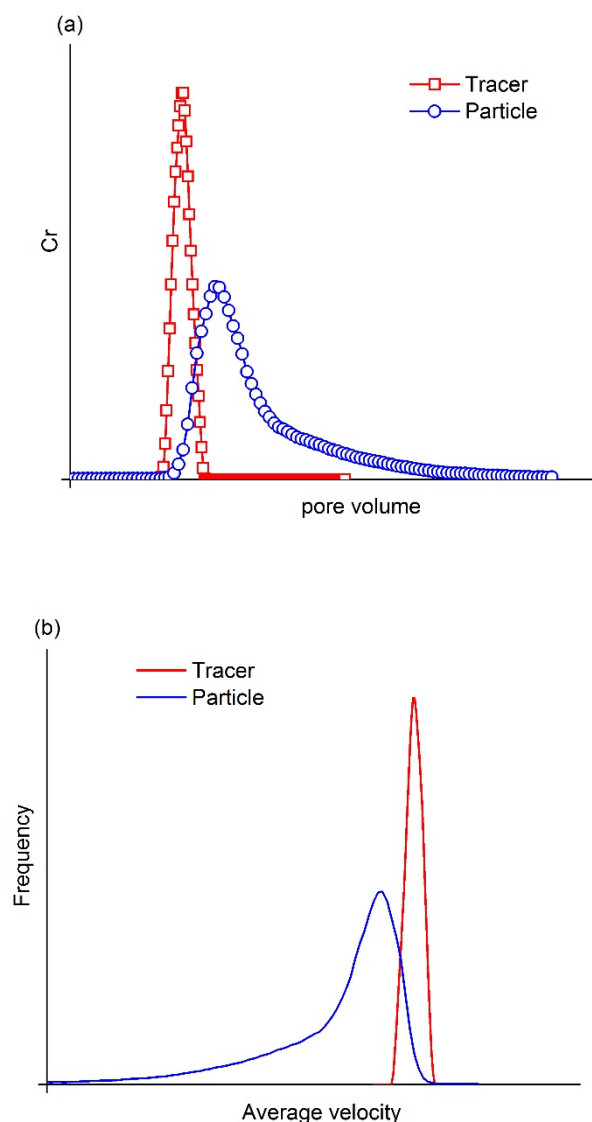 (a)
Tracer
Particle
Cr
pore volume
(b)
Tracer
Particle
Frequency
Average velocity